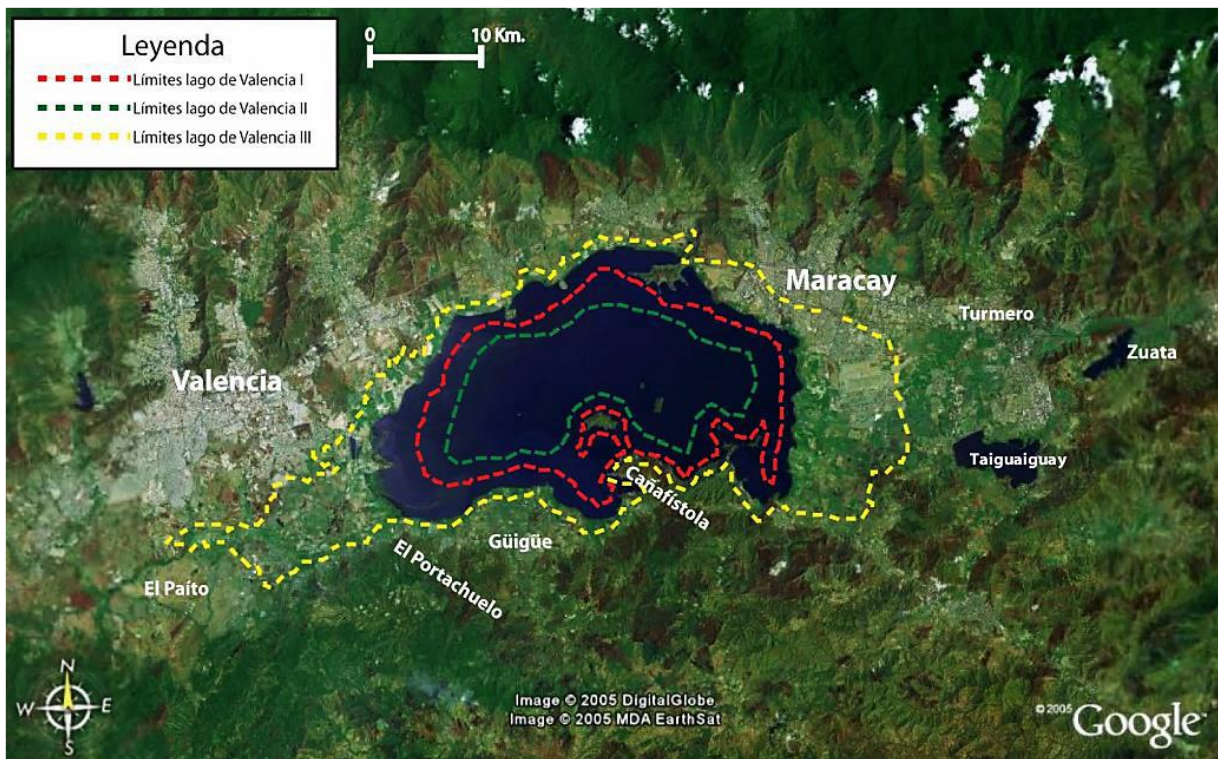 Leyenda
Límites lago de Valencia I
Límites lago de Valencia II
Límites lago de Valencia III
0 10 Km.
Maracay
Turmero
Zuata
Valencia
Taiguaiguay
Cañafístola
Güigüe
El Portachuelo
El Paíto
N
W E
S
Image © 2005 DigitalGlobe
Image © 2005 MDA EarthSat
© 2005 Google™